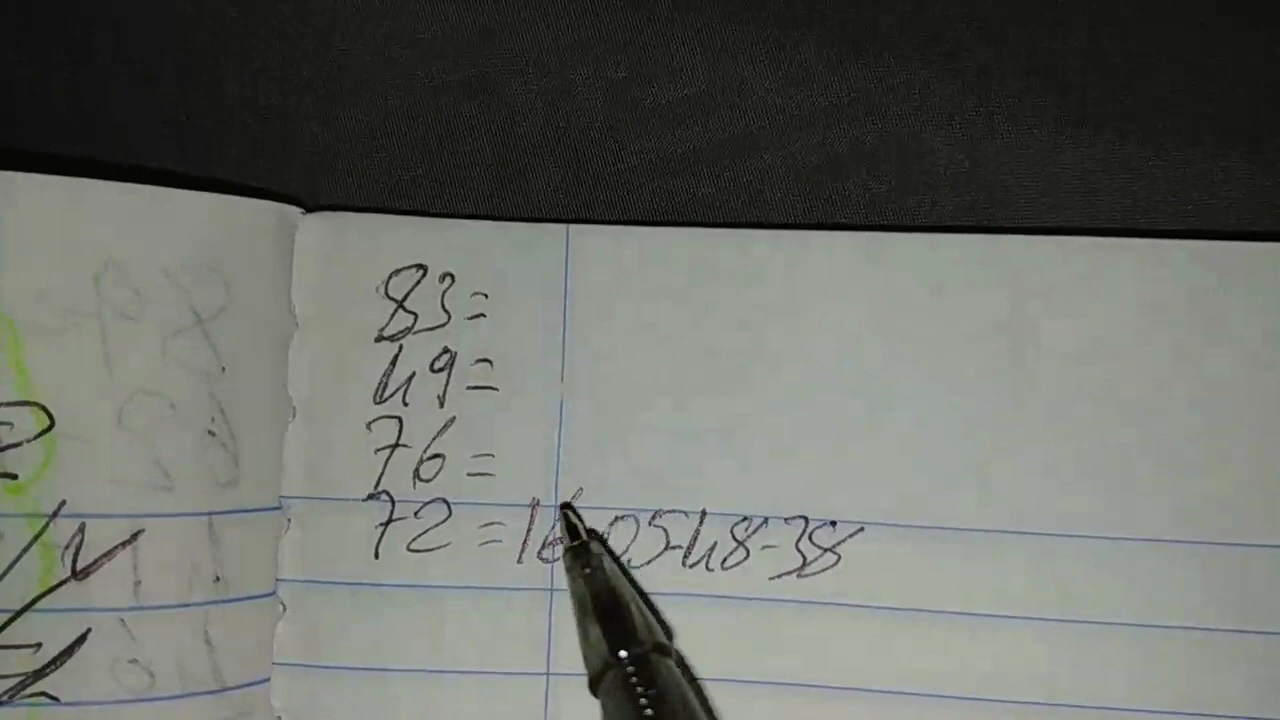 83=
49=
76=
72=16-05-48-38